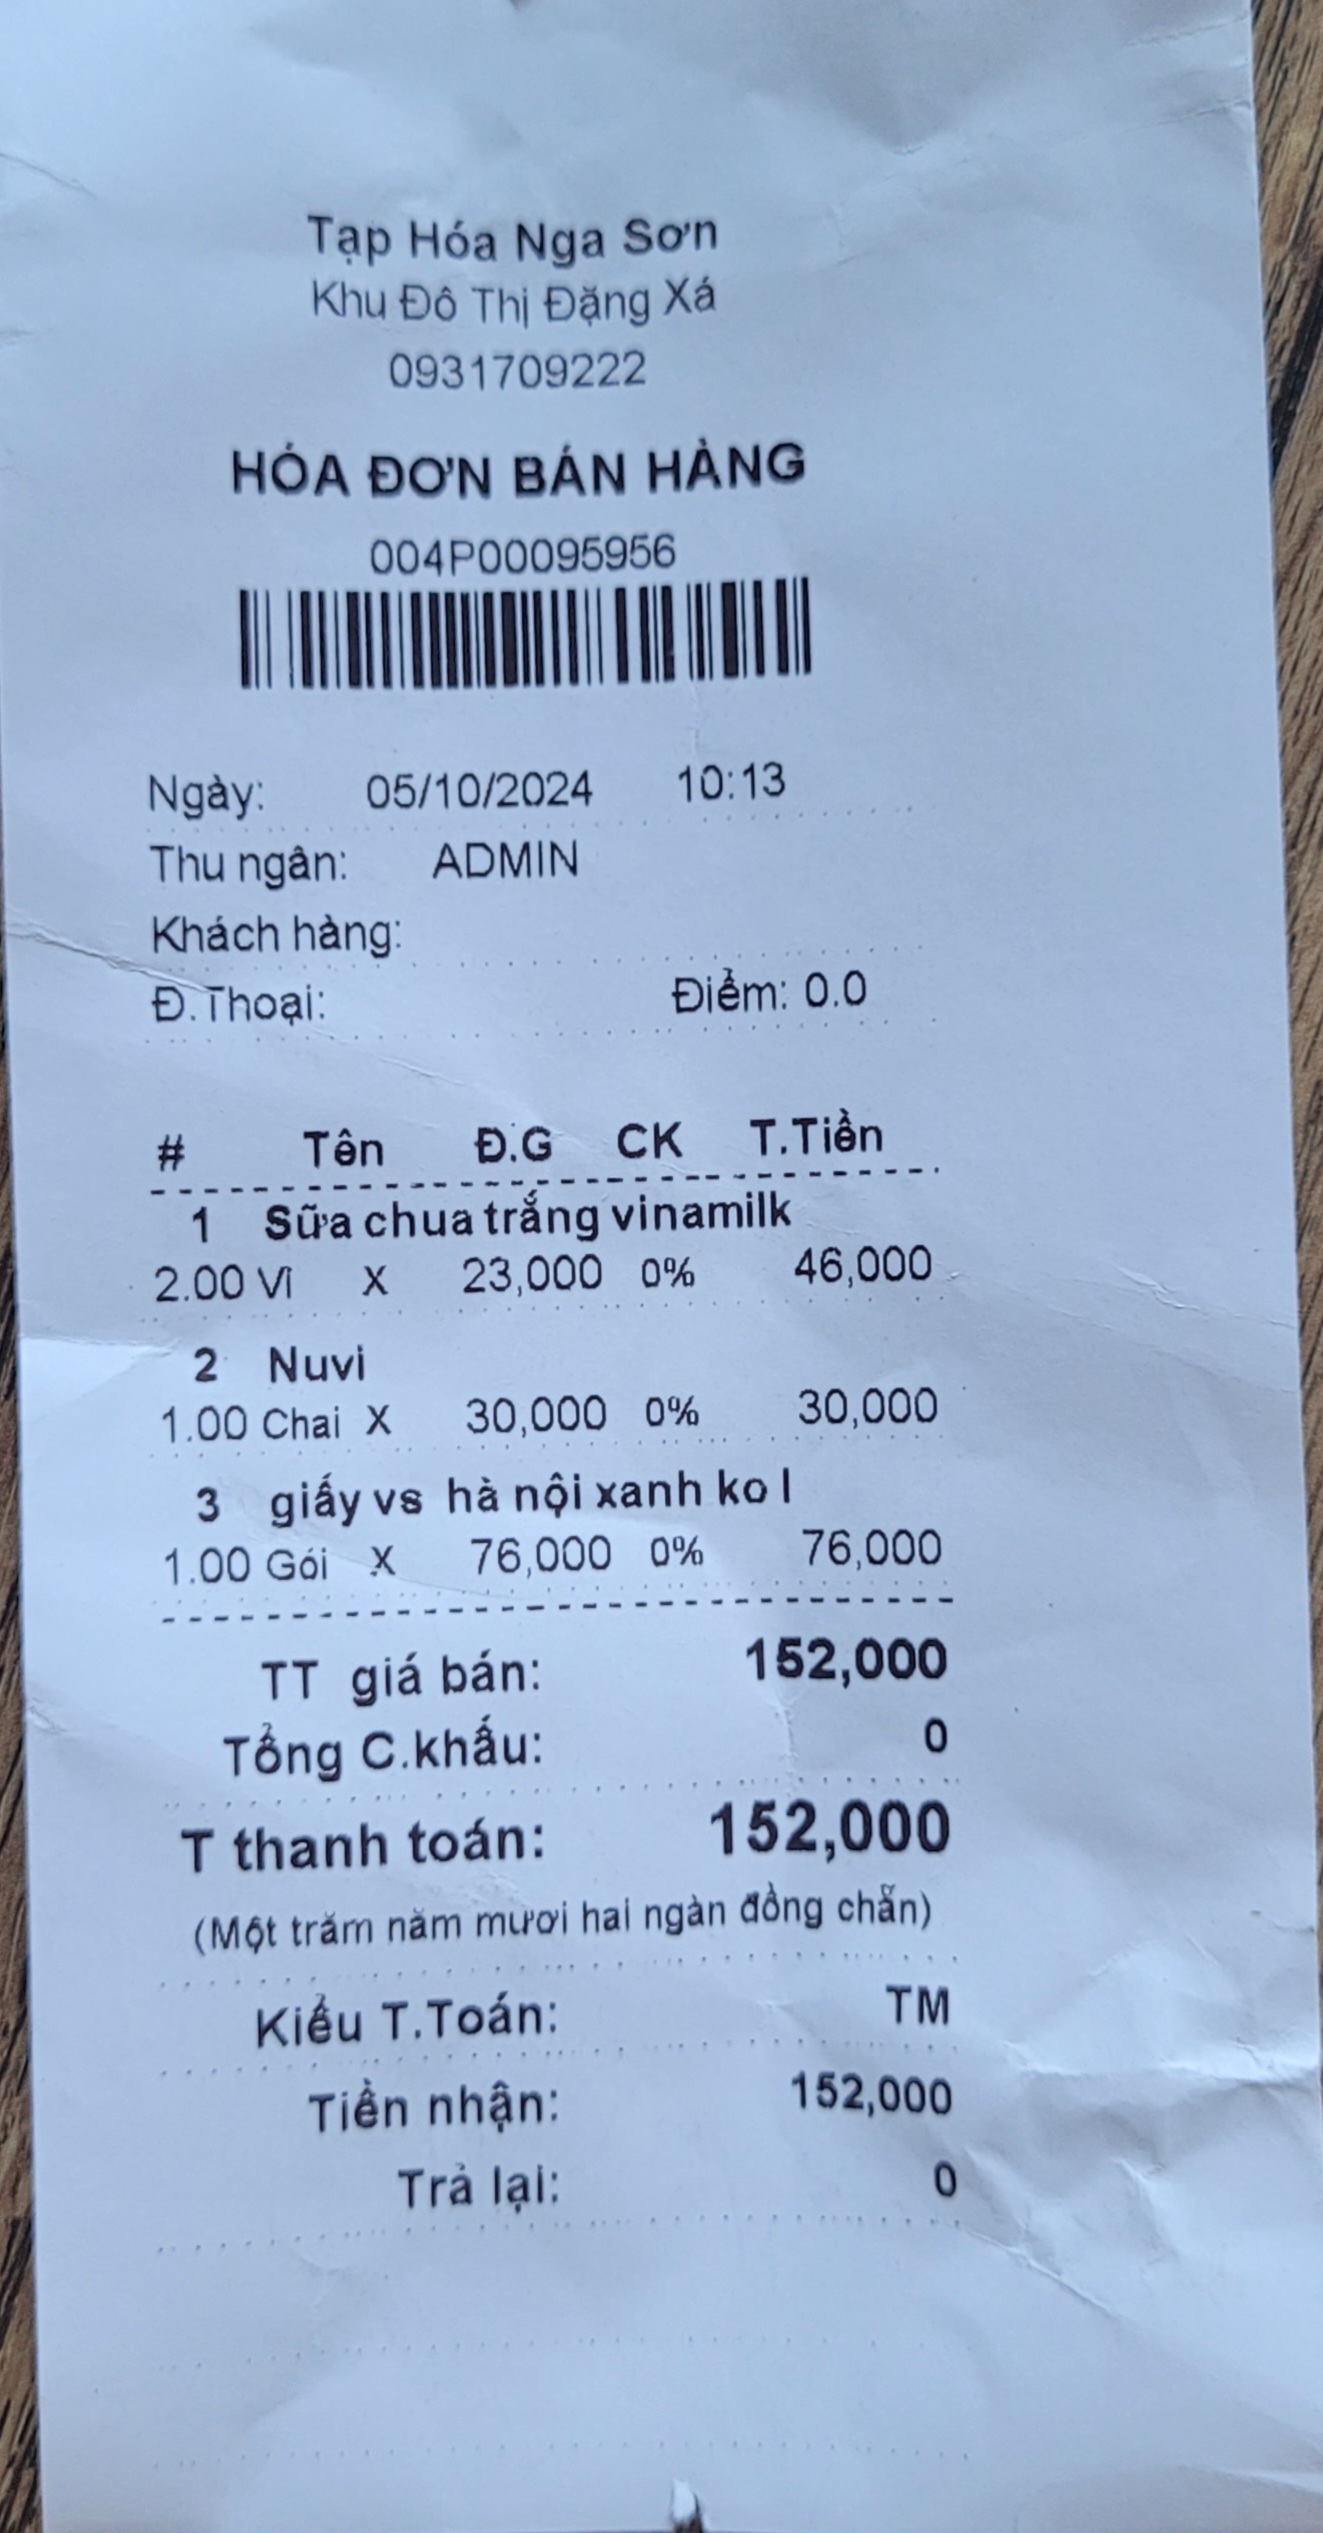 Tạp Hóa Nga Sơn
Khu Đô Thị Đặng Xá
0931709222
HÓA ĐƠN BÁN HÀNG
004P00095956
Ngày: 05/10/2024 10:13
Thu ngân: ADMIN
Khách hàng:
Đ.Thoại: Điểm: 0.0
# Tên Đ.G CK T.Tiền
1 Sữa chua trắng vinamilk
2.00 Vỉ X 23,000 0% 46,000
2 Nuvi
1.00 Chai X 30,000 0% 30,000
3 giấy vs hà nội xanh ko l
1.00 Gói X 76,000 0% 76,000
TT giá bán: 152,000
Tổng C.khấu: 0
T thanh toán: 152,000
(Một trăm năm mươi hai ngàn đồng chẵn)
Kiểu T.Toán: TM
Tiền nhận: 152,000
Trả lại: 0